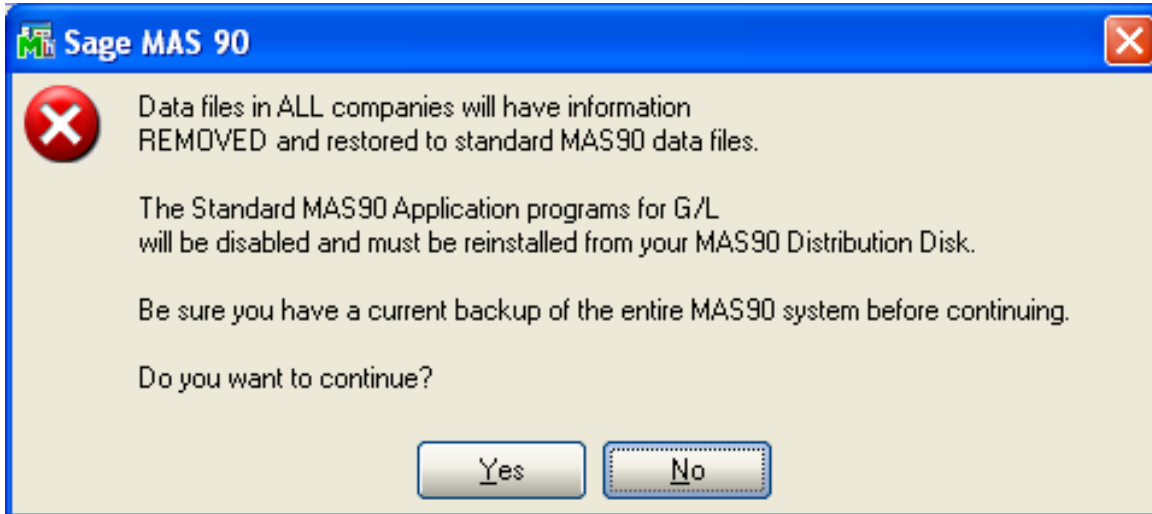 Sage MAS 90
Data files in ALL companies will have information
REMOVED and restored to standard MAS90 data files.
The Standard MAS90 Application programs for G/L
will be disabled and must be reinstalled from your MAS90 Distribution Disk.
Be sure you have a current backup of the entire MAS90 system before continuing.
Do you want to continue?
Yes
No